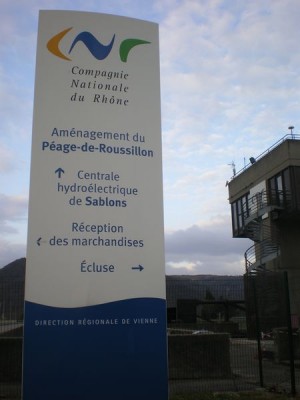 CNR
Compagnie
Nationale
du Rhône
Aménagement du
Péage-de-Roussillon
Centrale
hydroélectrique
de Sablons
Réception
des marchandises
Écluse
DIRECTION RÉGIONALE DE VIENNE